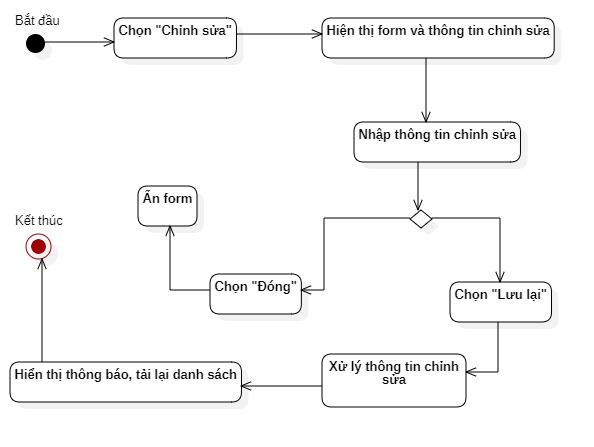 Bắt đầu
Chọn "Chỉnh sửa"
Hiện thị form và thông tin chỉnh sửa
Nhập thông tin chỉnh sửa
Ẩn form
Kết thúc
Chọn "Đóng"
Chọn "Lưu lại"
Xử lý thông tin chỉnh
sửa
Hiển thị thông báo, tải lại danh sách